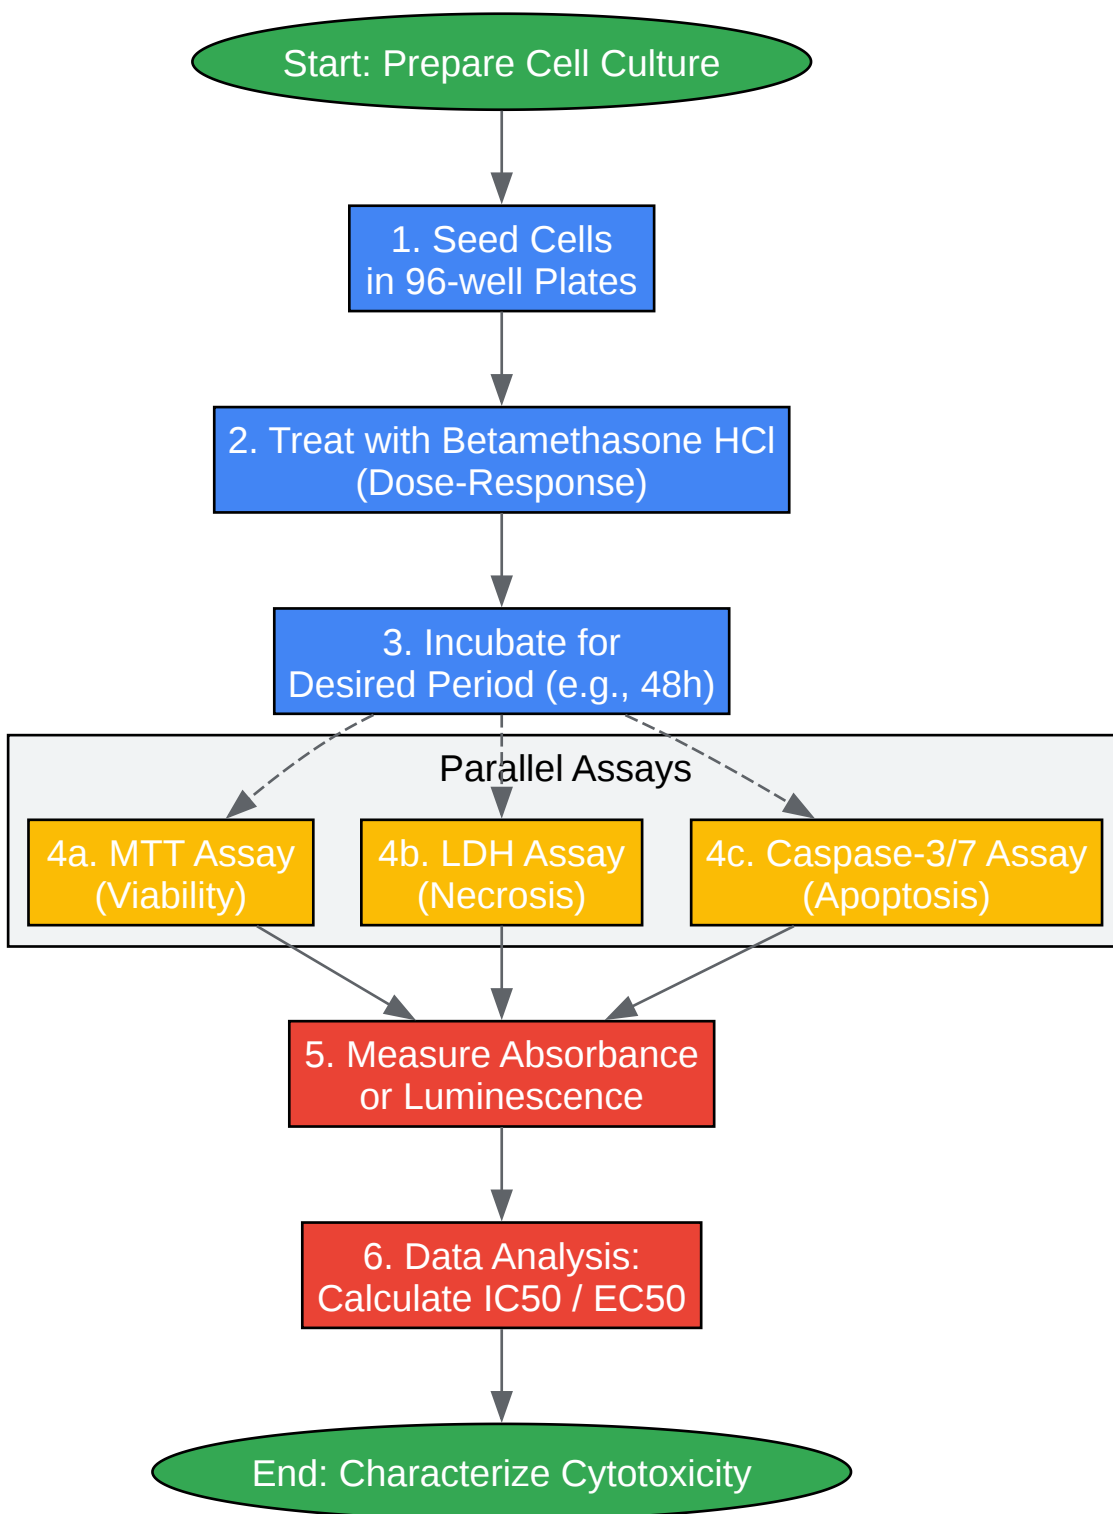 Start: Prepare Cell Culture
1. Seed Cells
in 96-well Plates
2. Treat with Betamethasone HCl
(Dose-Response)
3. Incubate for
Desired Period (e.g., 48h)
Parallel Assays
4a. MTT Assay
(Viability)
4b. LDH Assay
(Necrosis)
4c. Caspase-3/7 Assay
(Apoptosis)
5. Measure Absorbance
or Luminescence
6. Data Analysis:
Calculate IC50 / EC50
End: Characterize Cytotoxicity